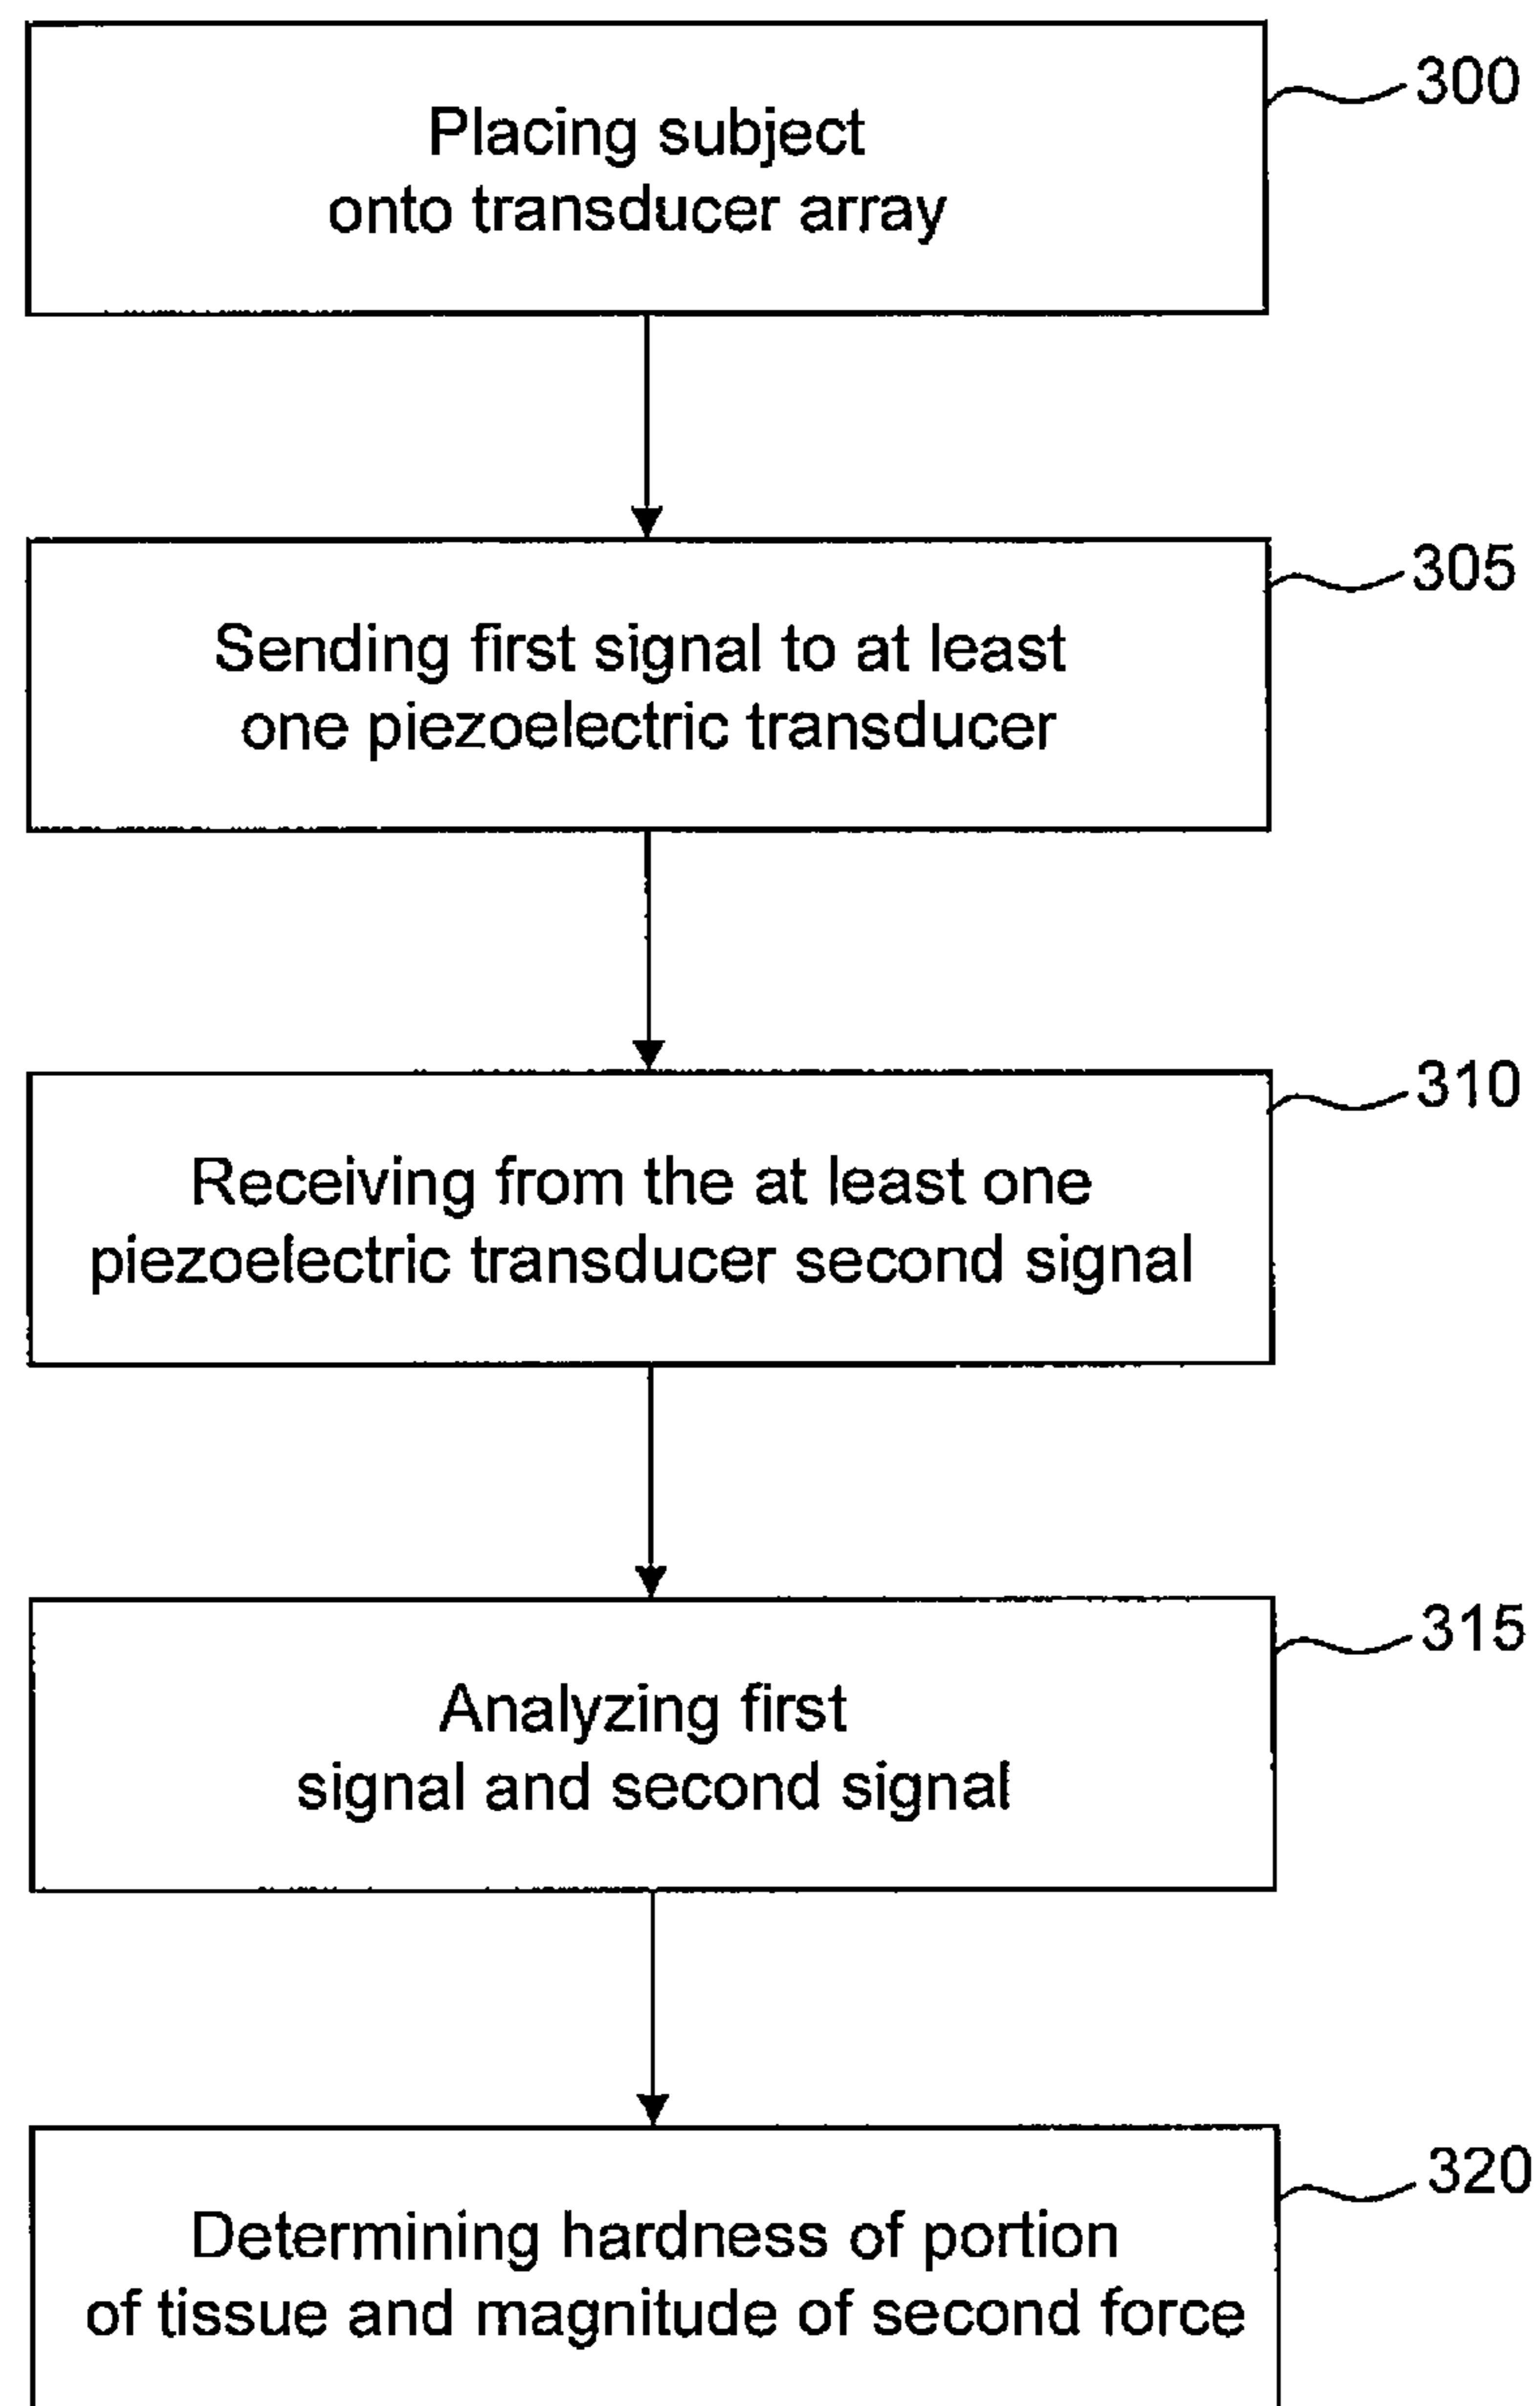 Placing subject
onto transducer array
300
Sending first signal to at least
one piezoelectric transducer
305
Receiving from the at least one
piezoelectric transducer second signal
310
Analyzing first
signal and second signal
315
Determining hardness of portion
of tissue and magnitude of second force
320